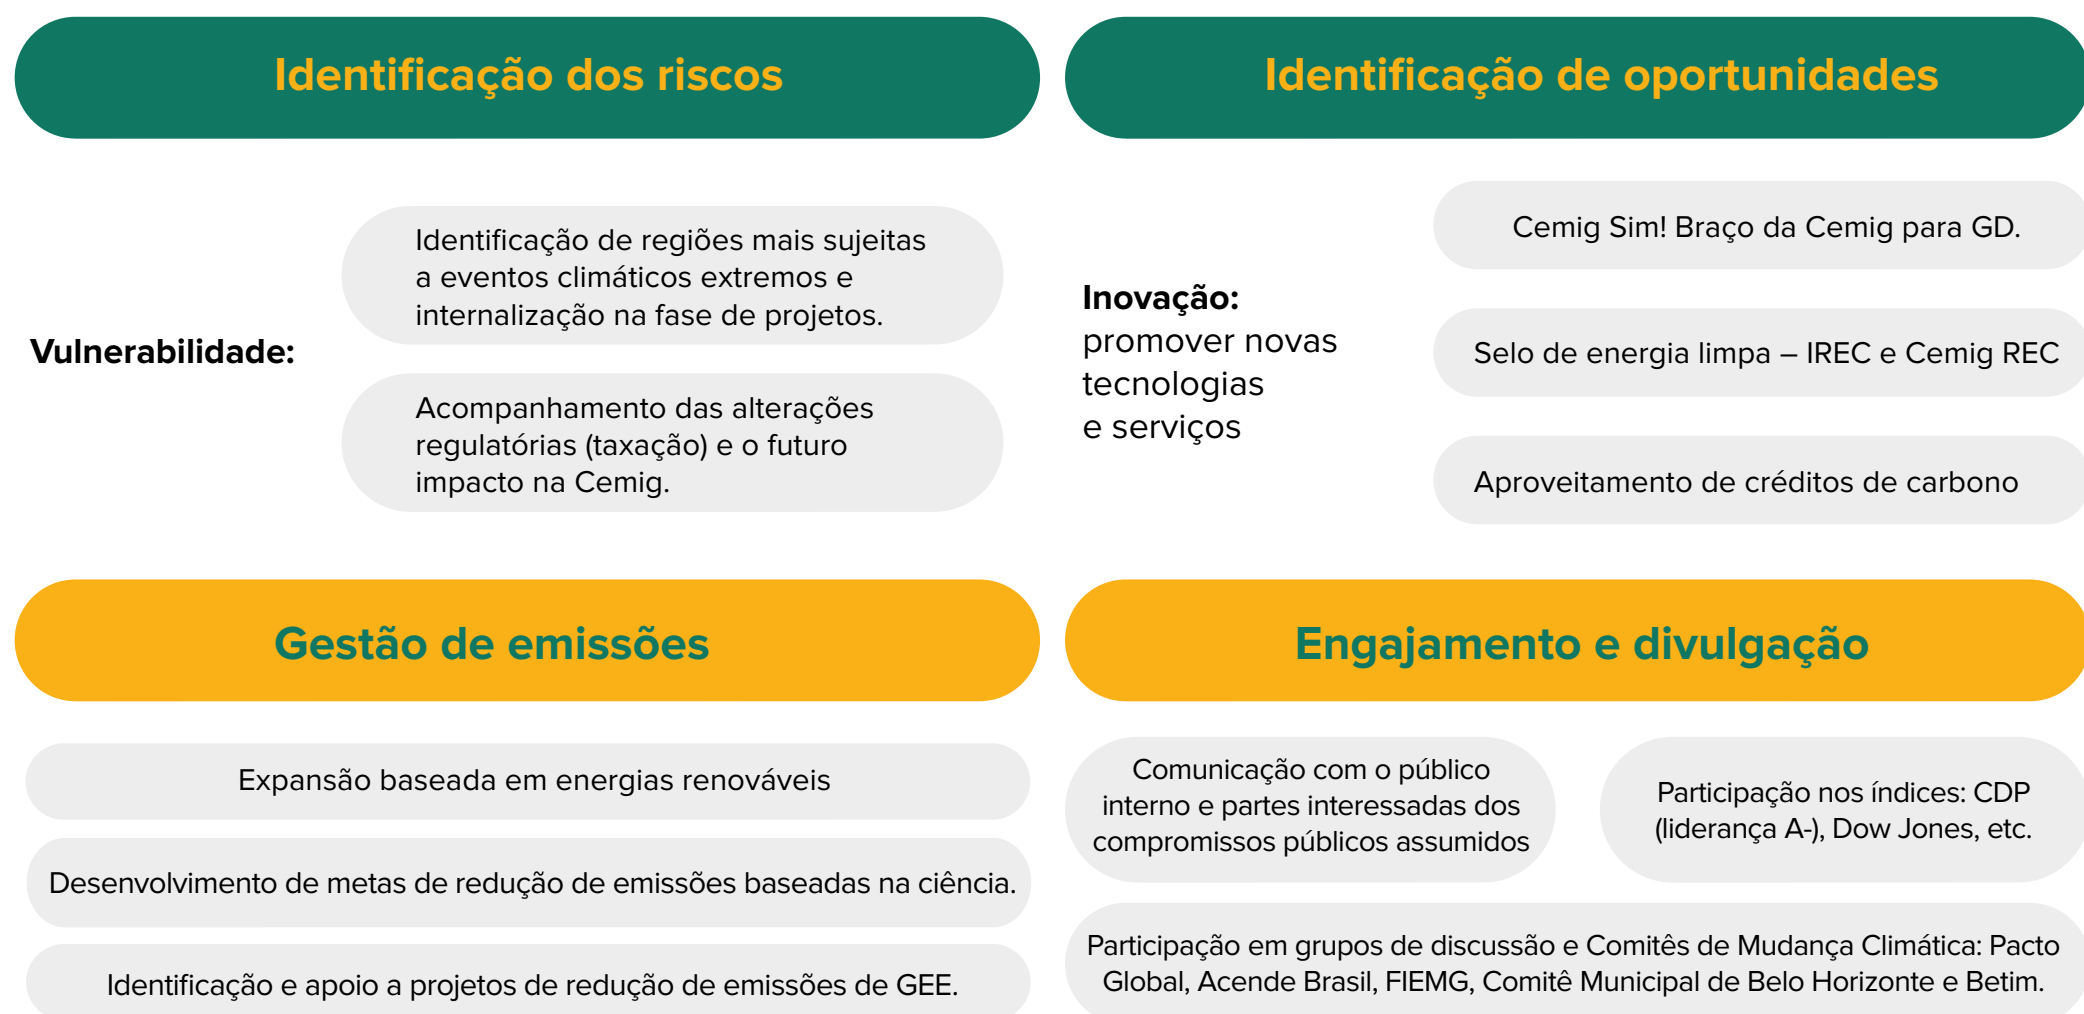 Identificação dos riscos
Vulnerabilidade:
Identificação de regiões mais sujeitas
a eventos climáticos extremos e
internalização na fase de projetos.
Acompanhamento das alterações
regulatórias (taxação) e o futuro
impacto na Cemig.
Identificação de oportunidades
Inovação:
promover novas
tecnologias
e serviços
Cemig Sim! Braço da Cemig para GD.
Selo de energia limpa – IREC e Cemig REC
Aproveitamento de créditos de carbono
Gestão de emissões
Expansão baseada em energias renováveis
Desenvolvimento de metas de redução de emissões baseadas na ciência.
Identificação e apoio a projetos de redução de emissões de GEE.
Engajamento e divulgação
Comunicação com o público
interno e partes interessadas dos
compromissos públicos assumidos
Participação nos índices: CDP
(liderança A-), Dow Jones, etc.
Participação em grupos de discussão e Comitês de Mudança Climática: Pacto
Global, Acende Brasil, FIEMG, Comitê Municipal de Belo Horizonte e Betim.